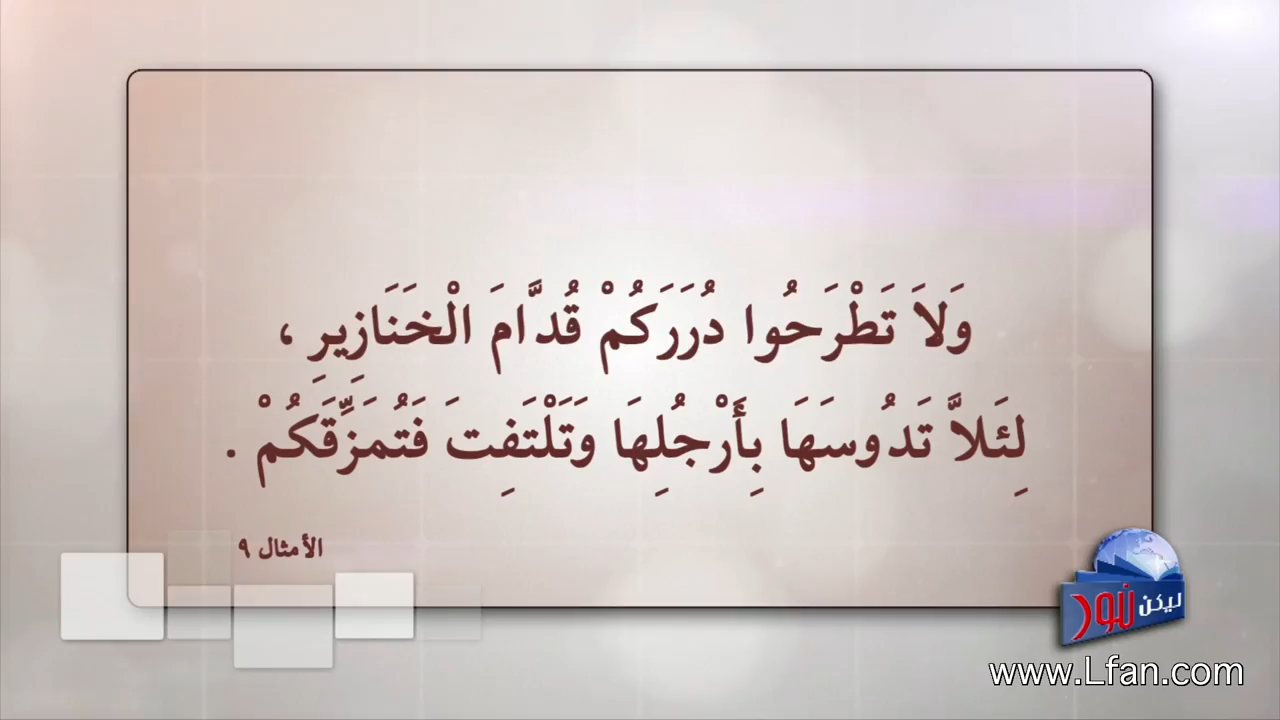 وَلاَ تَطْرَحُوا دُرَرَكُمْ قُدَّامَ الْخَنَازِيرِ ،
لِئَلاَّ تَدُوسَهَا بِأَرْجُلِهَا وَتَلْتَفِتَ فَتُمَزِّقَكُمْ .
الأمثال ٩
ليكن نور
www.Lfan.com